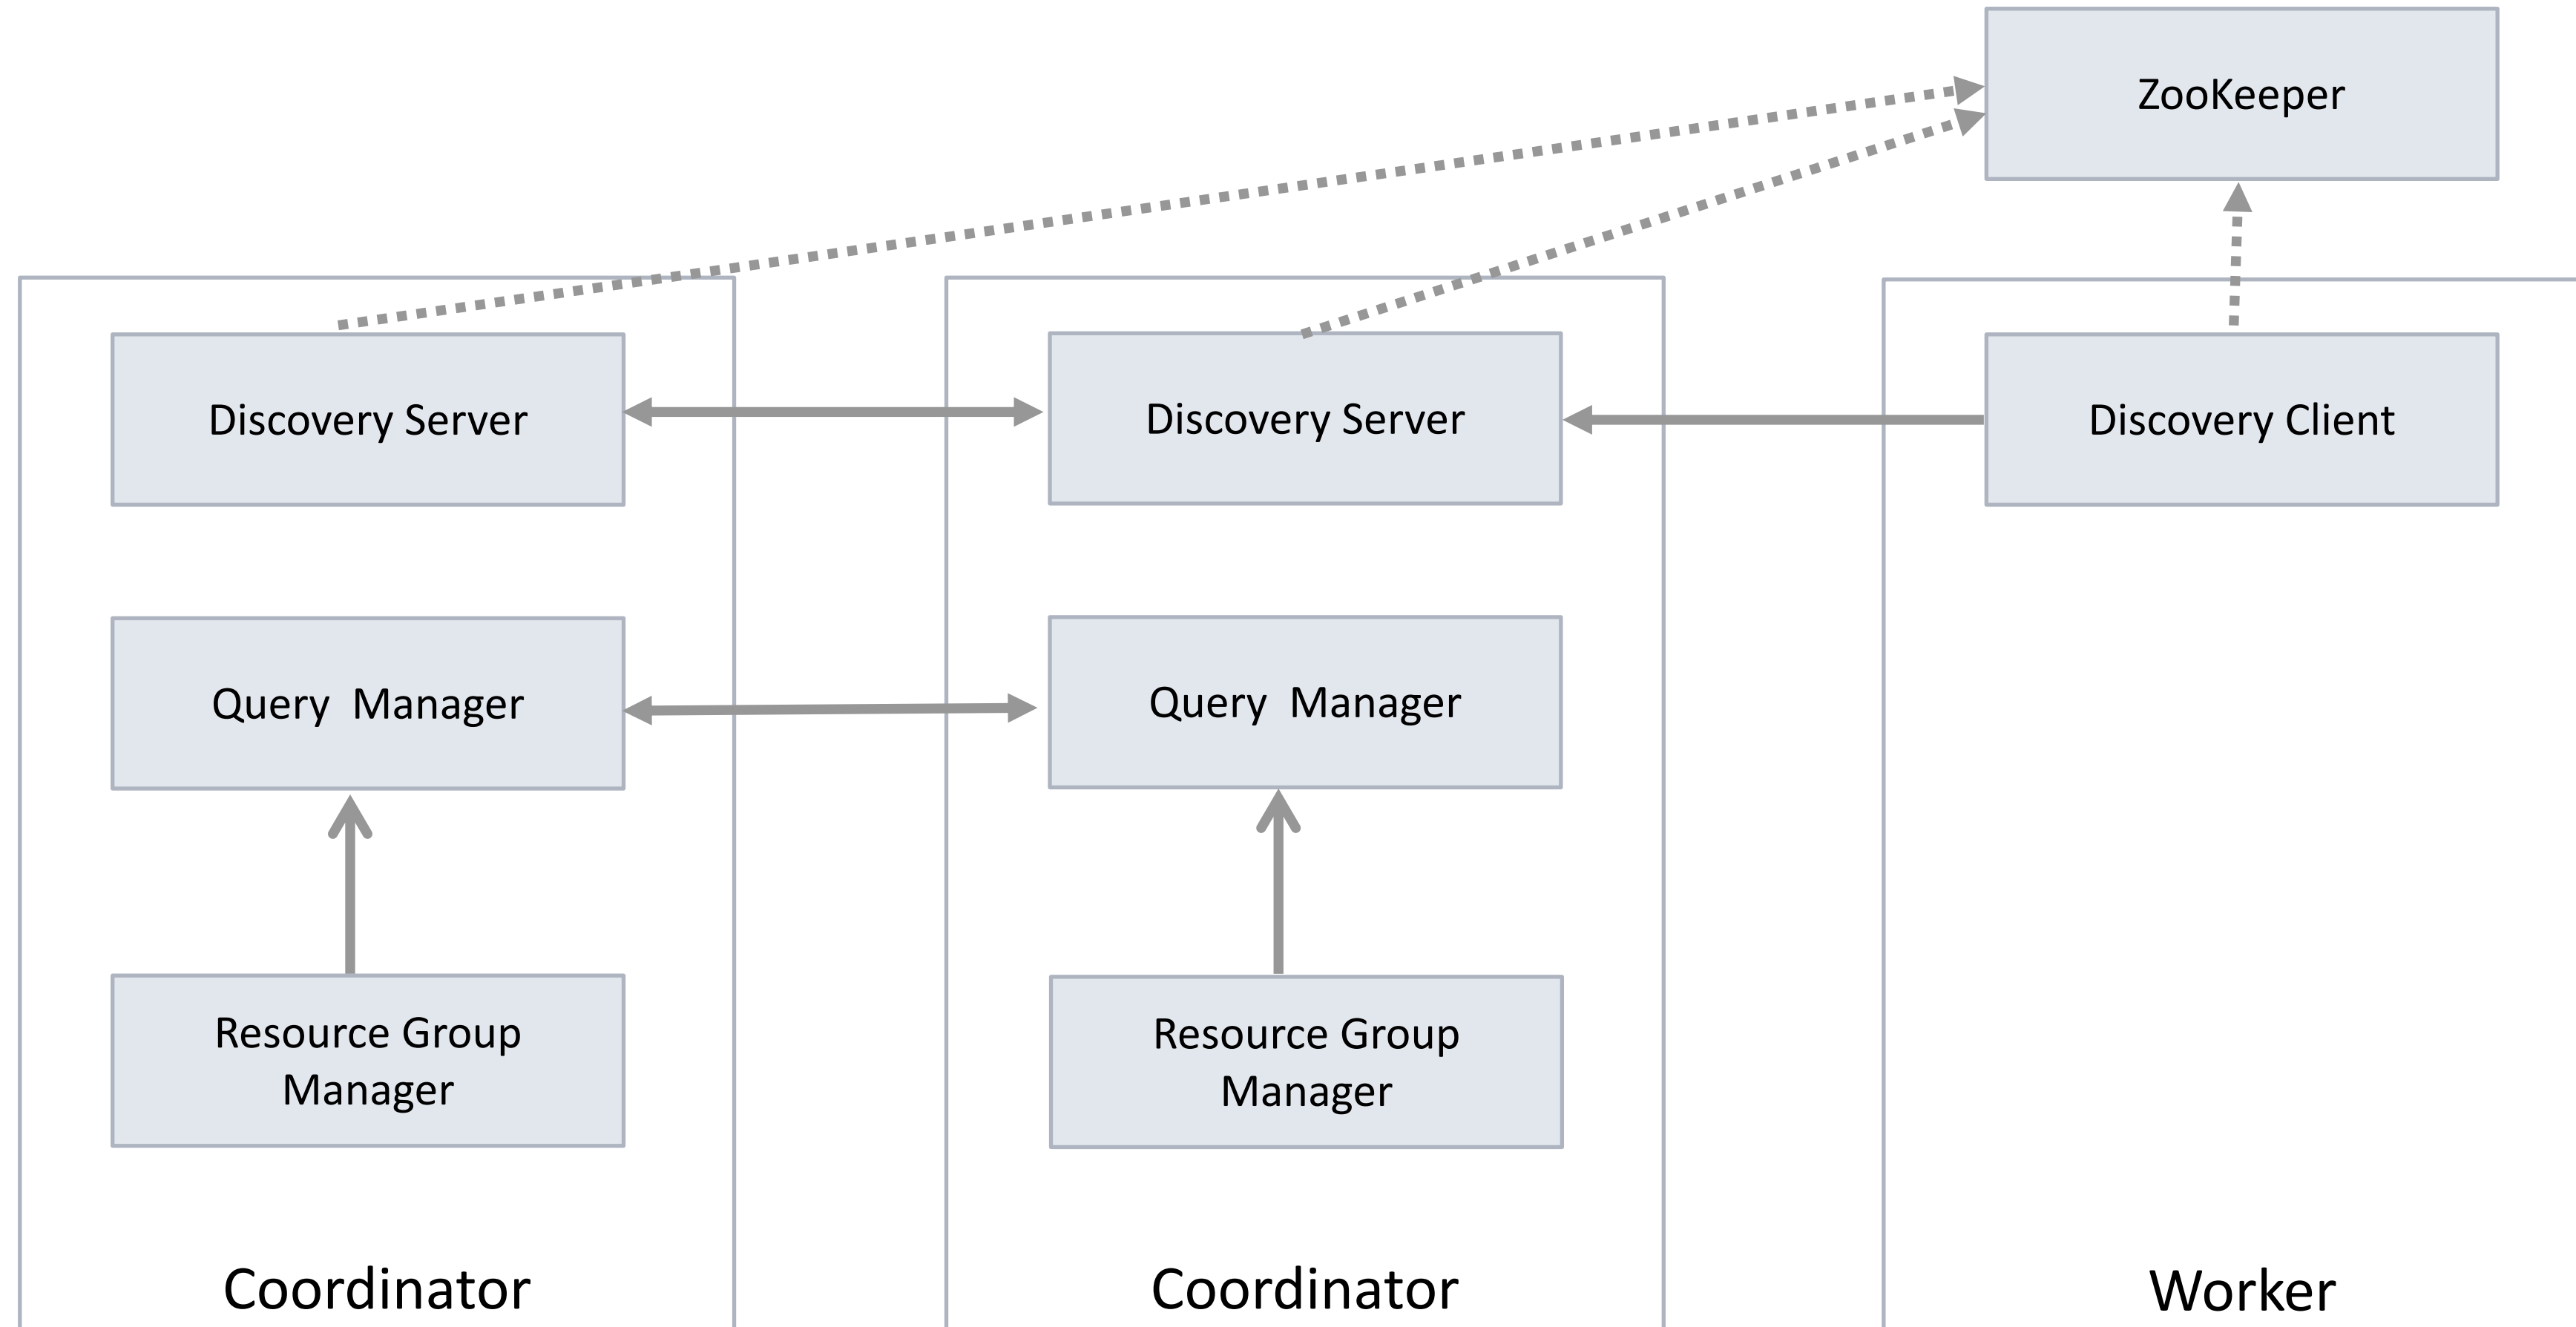 ZooKeeper
Discovery Server
Discovery Server
Discovery Client
Query  Manager
Query  Manager
Resource Group
Manager
Resource Group
Manager
Coordinator
Coordinator
Worker